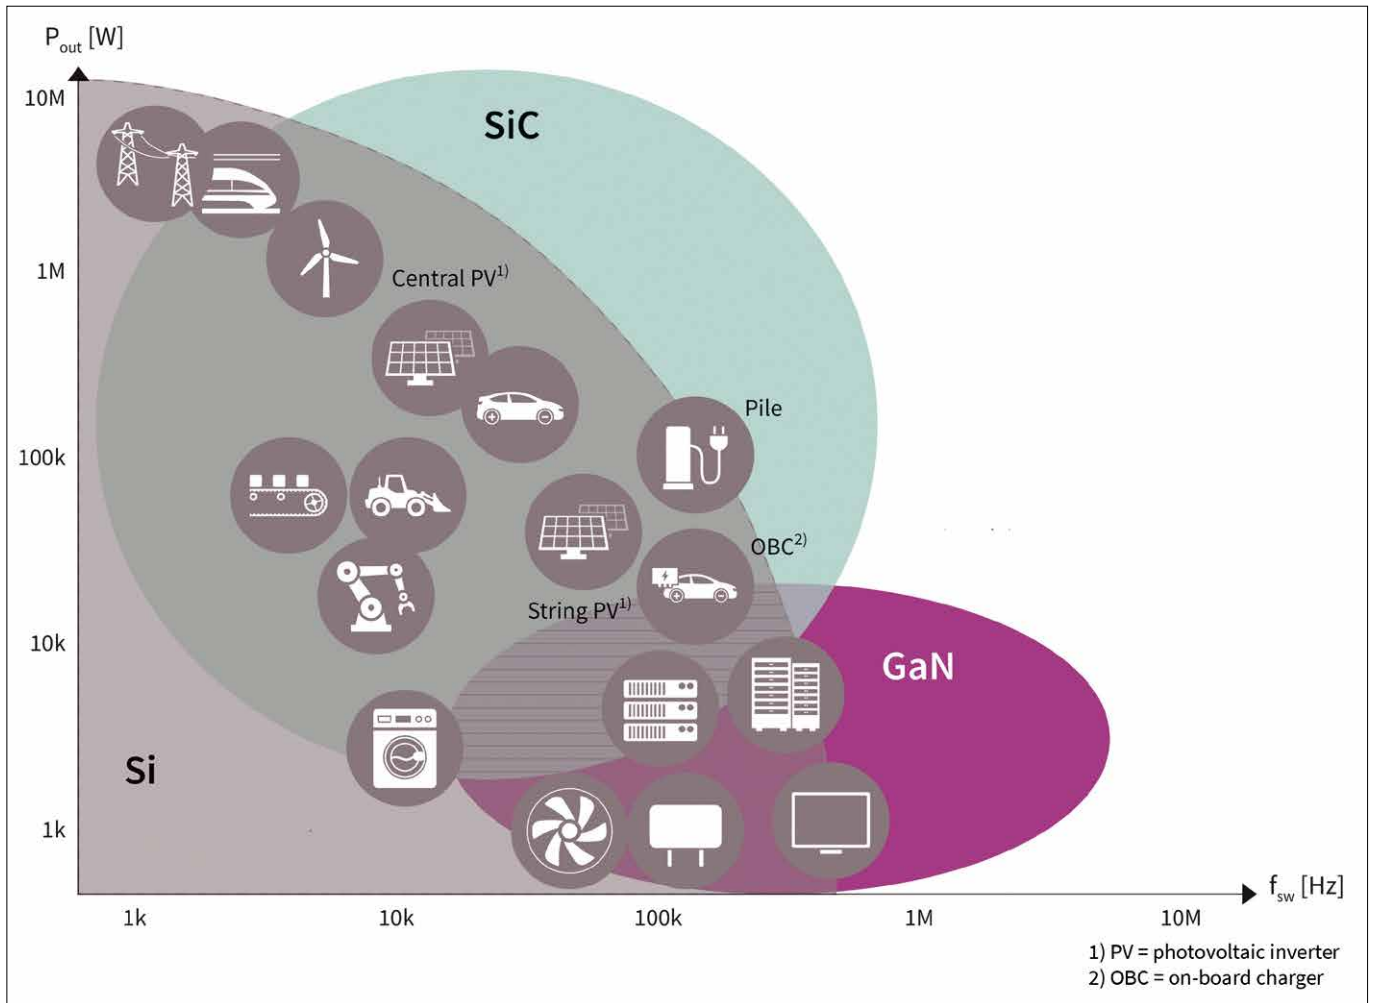 P_out [W]
10M
SiC
1M
Central PV¹⁾
Pile
100k
OBC²⁾
String PV¹⁾
10k
GaN
Si
1k
f_sw [Hz]
1k 10k 100k 1M 10M
1) PV = photovoltaic inverter
2) OBC = on-board charger